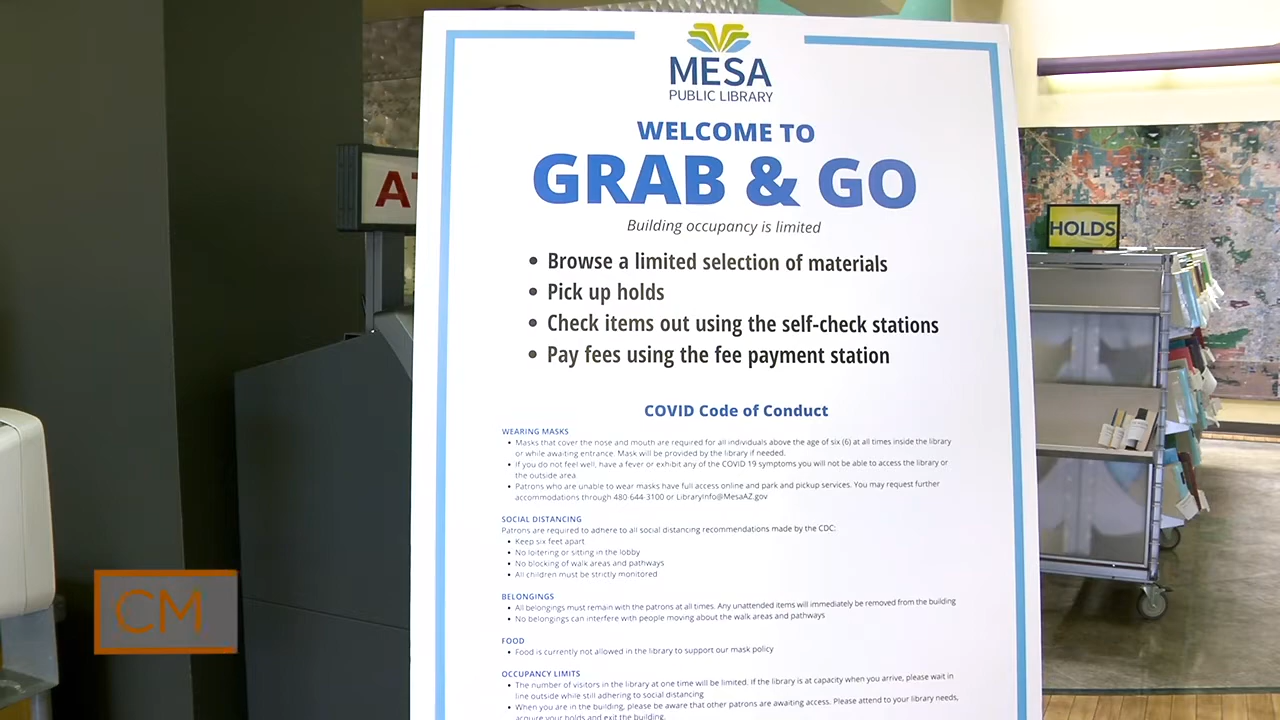 MESA
PUBLIC LIBRARY
WELCOME TO
GRAB & GO
Building occupancy is limited
• Browse a limited selection of materials
• Pick up holds
• Check items out using the self-check stations
• Pay fees using the fee payment station
COVID Code of Conduct
WEARING MASKS
• Masks that cover the nose and mouth are required for all individuals above the age of six (6) at all times inside the library
or while awaiting entrance. Mask will be provided by the library if needed.
• If you do not feel well, have a fever or exhibit any of the COVID 19 symptoms you will not be able to access the library or
the outside area
• Patrons who are unable to wear masks have full access online and park and pickup services. You may request further
accommodations through 480-644-3100 or LibraryInfo@MesaAZ.gov
SOCIAL DISTANCING
Patrons are required to adhere to all social distancing recommendations made by the CDC:
• Keep six feet apart
• No loitering or sitting in the lobby
• No blocking of walk areas and pathways
• All children must be strictly monitored
BELONGINGS
• All belongings must remain with the patrons at all times. Any unattended items will immediately be removed from the building
• No belongings can interfere with people moving about the walk areas and pathways
FOOD
• Food is currently not allowed in the library to support our mask policy
OCCUPANCY LIMITS
• The number of visitors in the library at one time will be limited. If the library is at capacity when you arrive, please wait in
line outside while still adhering to social distancing
• When you are in the building, please be aware that other patrons are awaiting access. Please attend to your library needs,
acquire your holds and exit the building.
HOLDS
CM